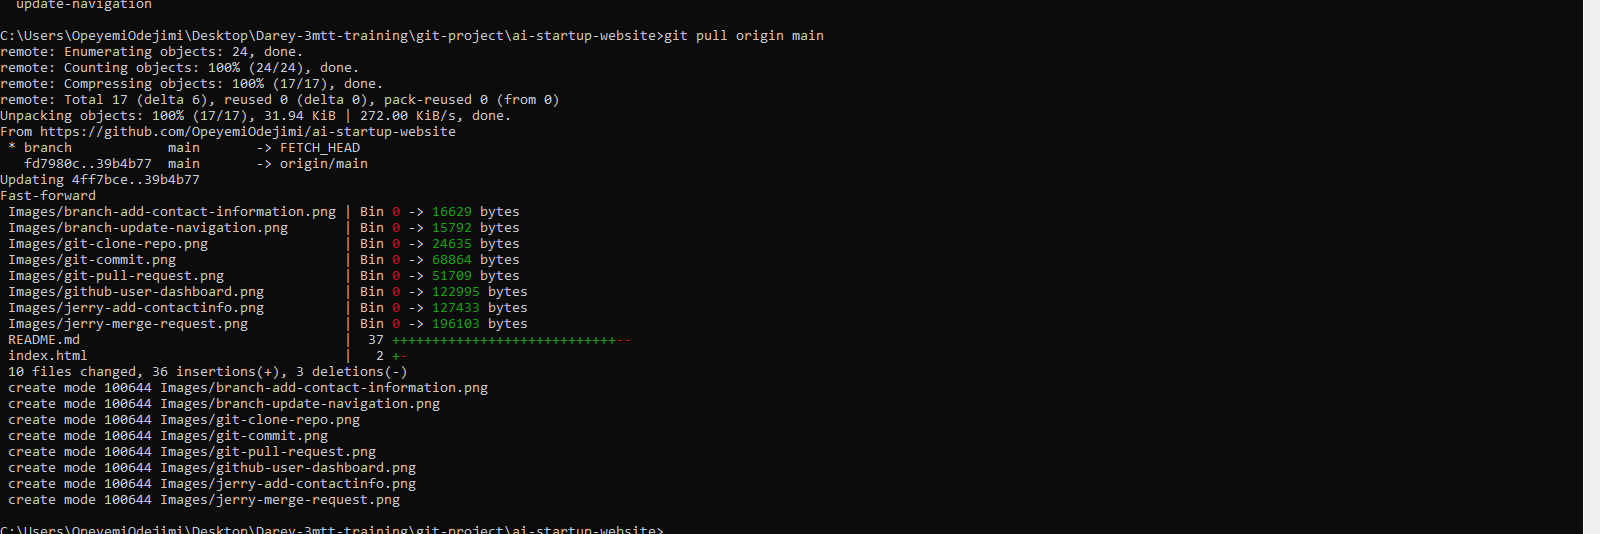 update-navigation
C:\Users\OpeyemiOdejimi\Desktop\Darey-3mtt-training\git-project\ai-startup-website>git pull origin main
remote: Enumerating objects: 24, done.
remote: Counting objects: 100% (24/24), done.
remote: Compressing objects: 100% (17/17), done.
remote: Total 17 (delta 6), reused 0 (delta 0), pack-reused 0 (from 0)
Unpacking objects: 100% (17/17), 31.94 KiB | 272.00 KiB/s, done.
From https://github.com/OpeyemiOdejimi/ai-startup-website
 * branch            main       -> FETCH_HEAD
   fd7980c..39b4b77  main       -> origin/main
Updating 4ff7bce..39b4b77
Fast-forward
 Images/branch-add-contact-information.png | Bin 0 -> 16629 bytes
 Images/branch-update-navigation.png       | Bin 0 -> 15792 bytes
 Images/git-clone-repo.png                 | Bin 0 -> 24635 bytes
 Images/git-commit.png                     | Bin 0 -> 68864 bytes
 Images/git-pull-request.png               | Bin 0 -> 51709 bytes
 Images/github-user-dashboard.png          | Bin 0 -> 122995 bytes
 Images/jerry-add-contactinfo.png          | Bin 0 -> 127433 bytes
 Images/jerry-merge-request.png            | Bin 0 -> 196103 bytes
 README.md                                 |  37 ++++++++++++++++++++++++++++--
 index.html                                |   2 +-
 10 files changed, 36 insertions(+), 3 deletions(-)
 create mode 100644 Images/branch-add-contact-information.png
 create mode 100644 Images/branch-update-navigation.png
 create mode 100644 Images/git-clone-repo.png
 create mode 100644 Images/git-commit.png
 create mode 100644 Images/git-pull-request.png
 create mode 100644 Images/github-user-dashboard.png
 create mode 100644 Images/jerry-add-contactinfo.png
 create mode 100644 Images/jerry-merge-request.png
C:\Users\OpeyemiOdejimi\Desktop\Darey-3mtt-training\git-project\ai-startup-website>